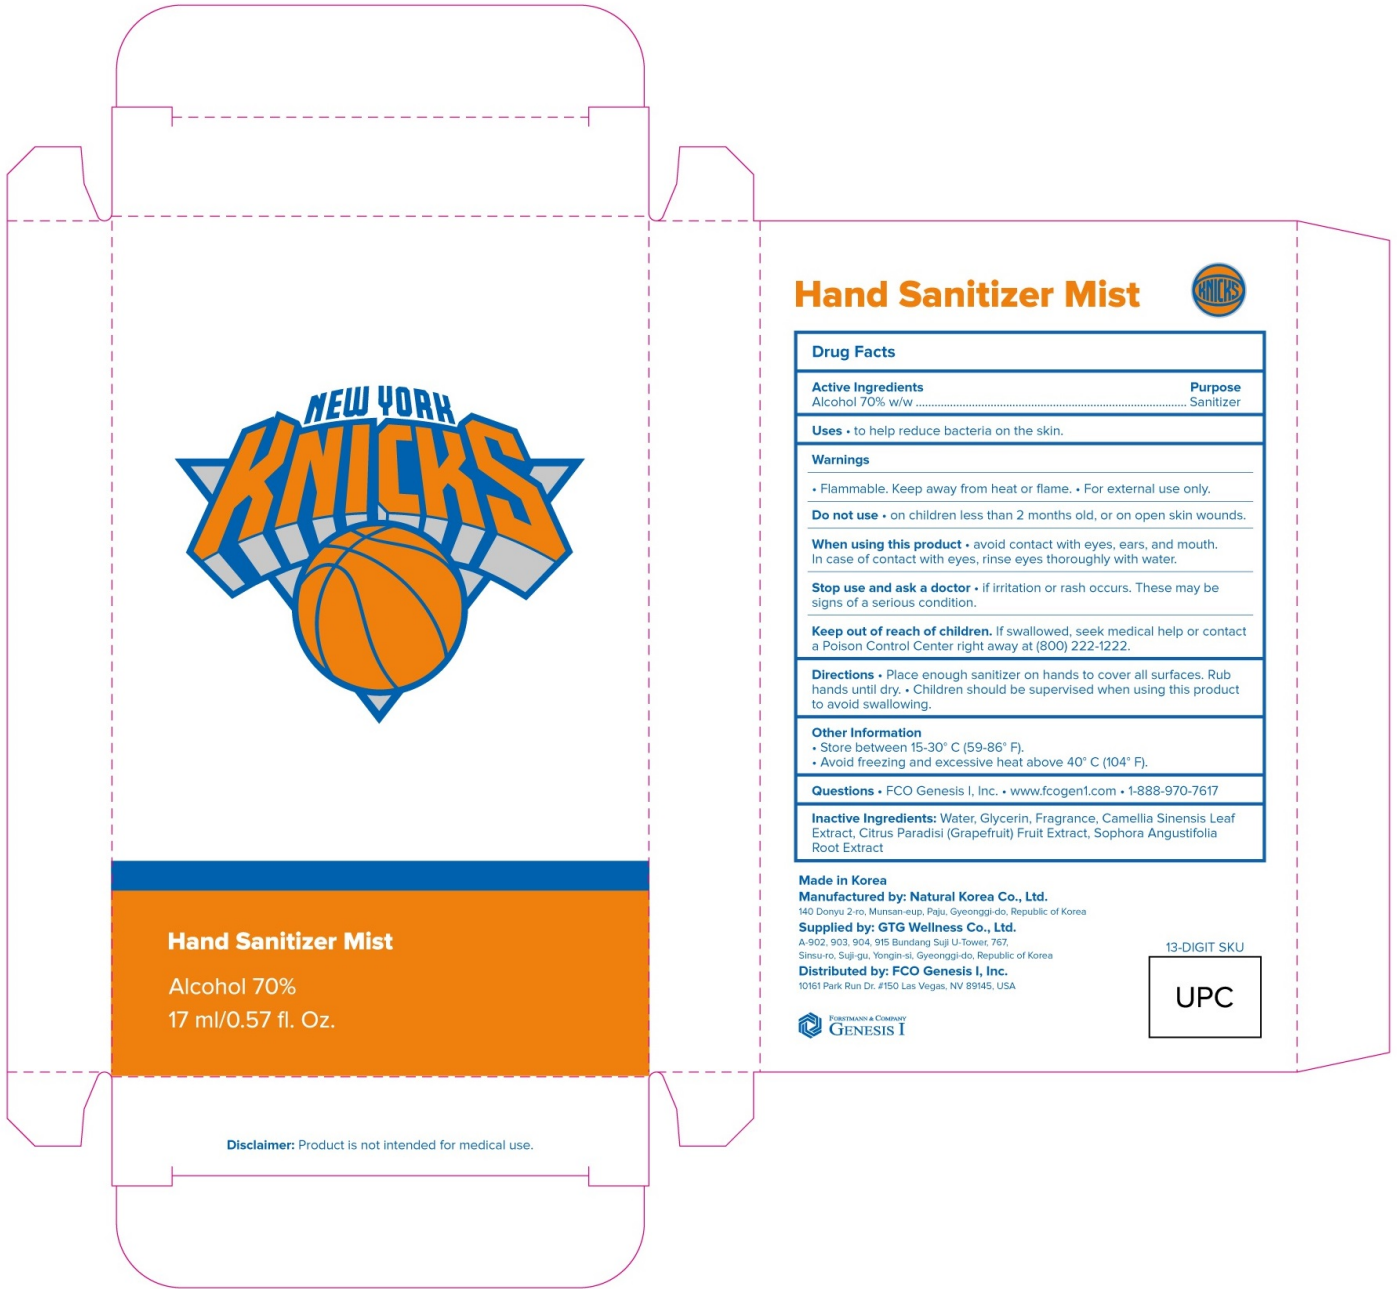 NEW YORK
KNICKS
Hand Sanitizer Mist
Alcohol 70%
17 ml/0.57 fl. Oz.
Disclaimer: Product is not intended for medical use.
Hand Sanitizer Mist
KNICKS
Drug Facts
Active Ingredients Purpose
Alcohol 70% w/w ........................................................................................ Sanitizer
Uses • to help reduce bacteria on the skin.
Warnings
• Flammable. Keep away from heat or flame. • For external use only.
Do not use • on children less than 2 months old, or on open skin wounds.
When using this product • avoid contact with eyes, ears, and mouth.
In case of contact with eyes, rinse eyes thoroughly with water.
Stop use and ask a doctor • if irritation or rash occurs. These may be
signs of a serious condition.
Keep out of reach of children. If swallowed, seek medical help or contact
a Poison Control Center right away at (800) 222-1222.
Directions • Place enough sanitizer on hands to cover all surfaces. Rub
hands until dry. • Children should be supervised when using this product
to avoid swallowing.
Other Information
• Store between 15-30° C (59-86° F).
• Avoid freezing and excessive heat above 40° C (104° F).
Questions • FCO Genesis I, Inc. • www.fcogen1.com • 1-888-970-7617
Inactive Ingredients: Water, Glycerin, Fragrance, Camellia Sinensis Leaf
Extract, Citrus Paradisi (Grapefruit) Fruit Extract, Sophora Angustifolia
Root Extract
Made in Korea
Manufactured by: Natural Korea Co., Ltd.
140 Donyu 2-ro, Munsan-eup, Paju, Gyeonggi-do, Republic of Korea
Supplied by: GTG Wellness Co., Ltd.
A-902, 903, 904, 915 Bundang Suji U-Tower, 767,
Sinsu-ro, Suji-gu, Yongin-si, Gyeonggi-do, Republic of Korea
Distributed by: FCO Genesis I, Inc.
10161 Park Run Dr. #150 Las Vegas, NV 89145, USA
FORSTMANN & COMPANY
GENESIS I
13-DIGIT SKU
UPC